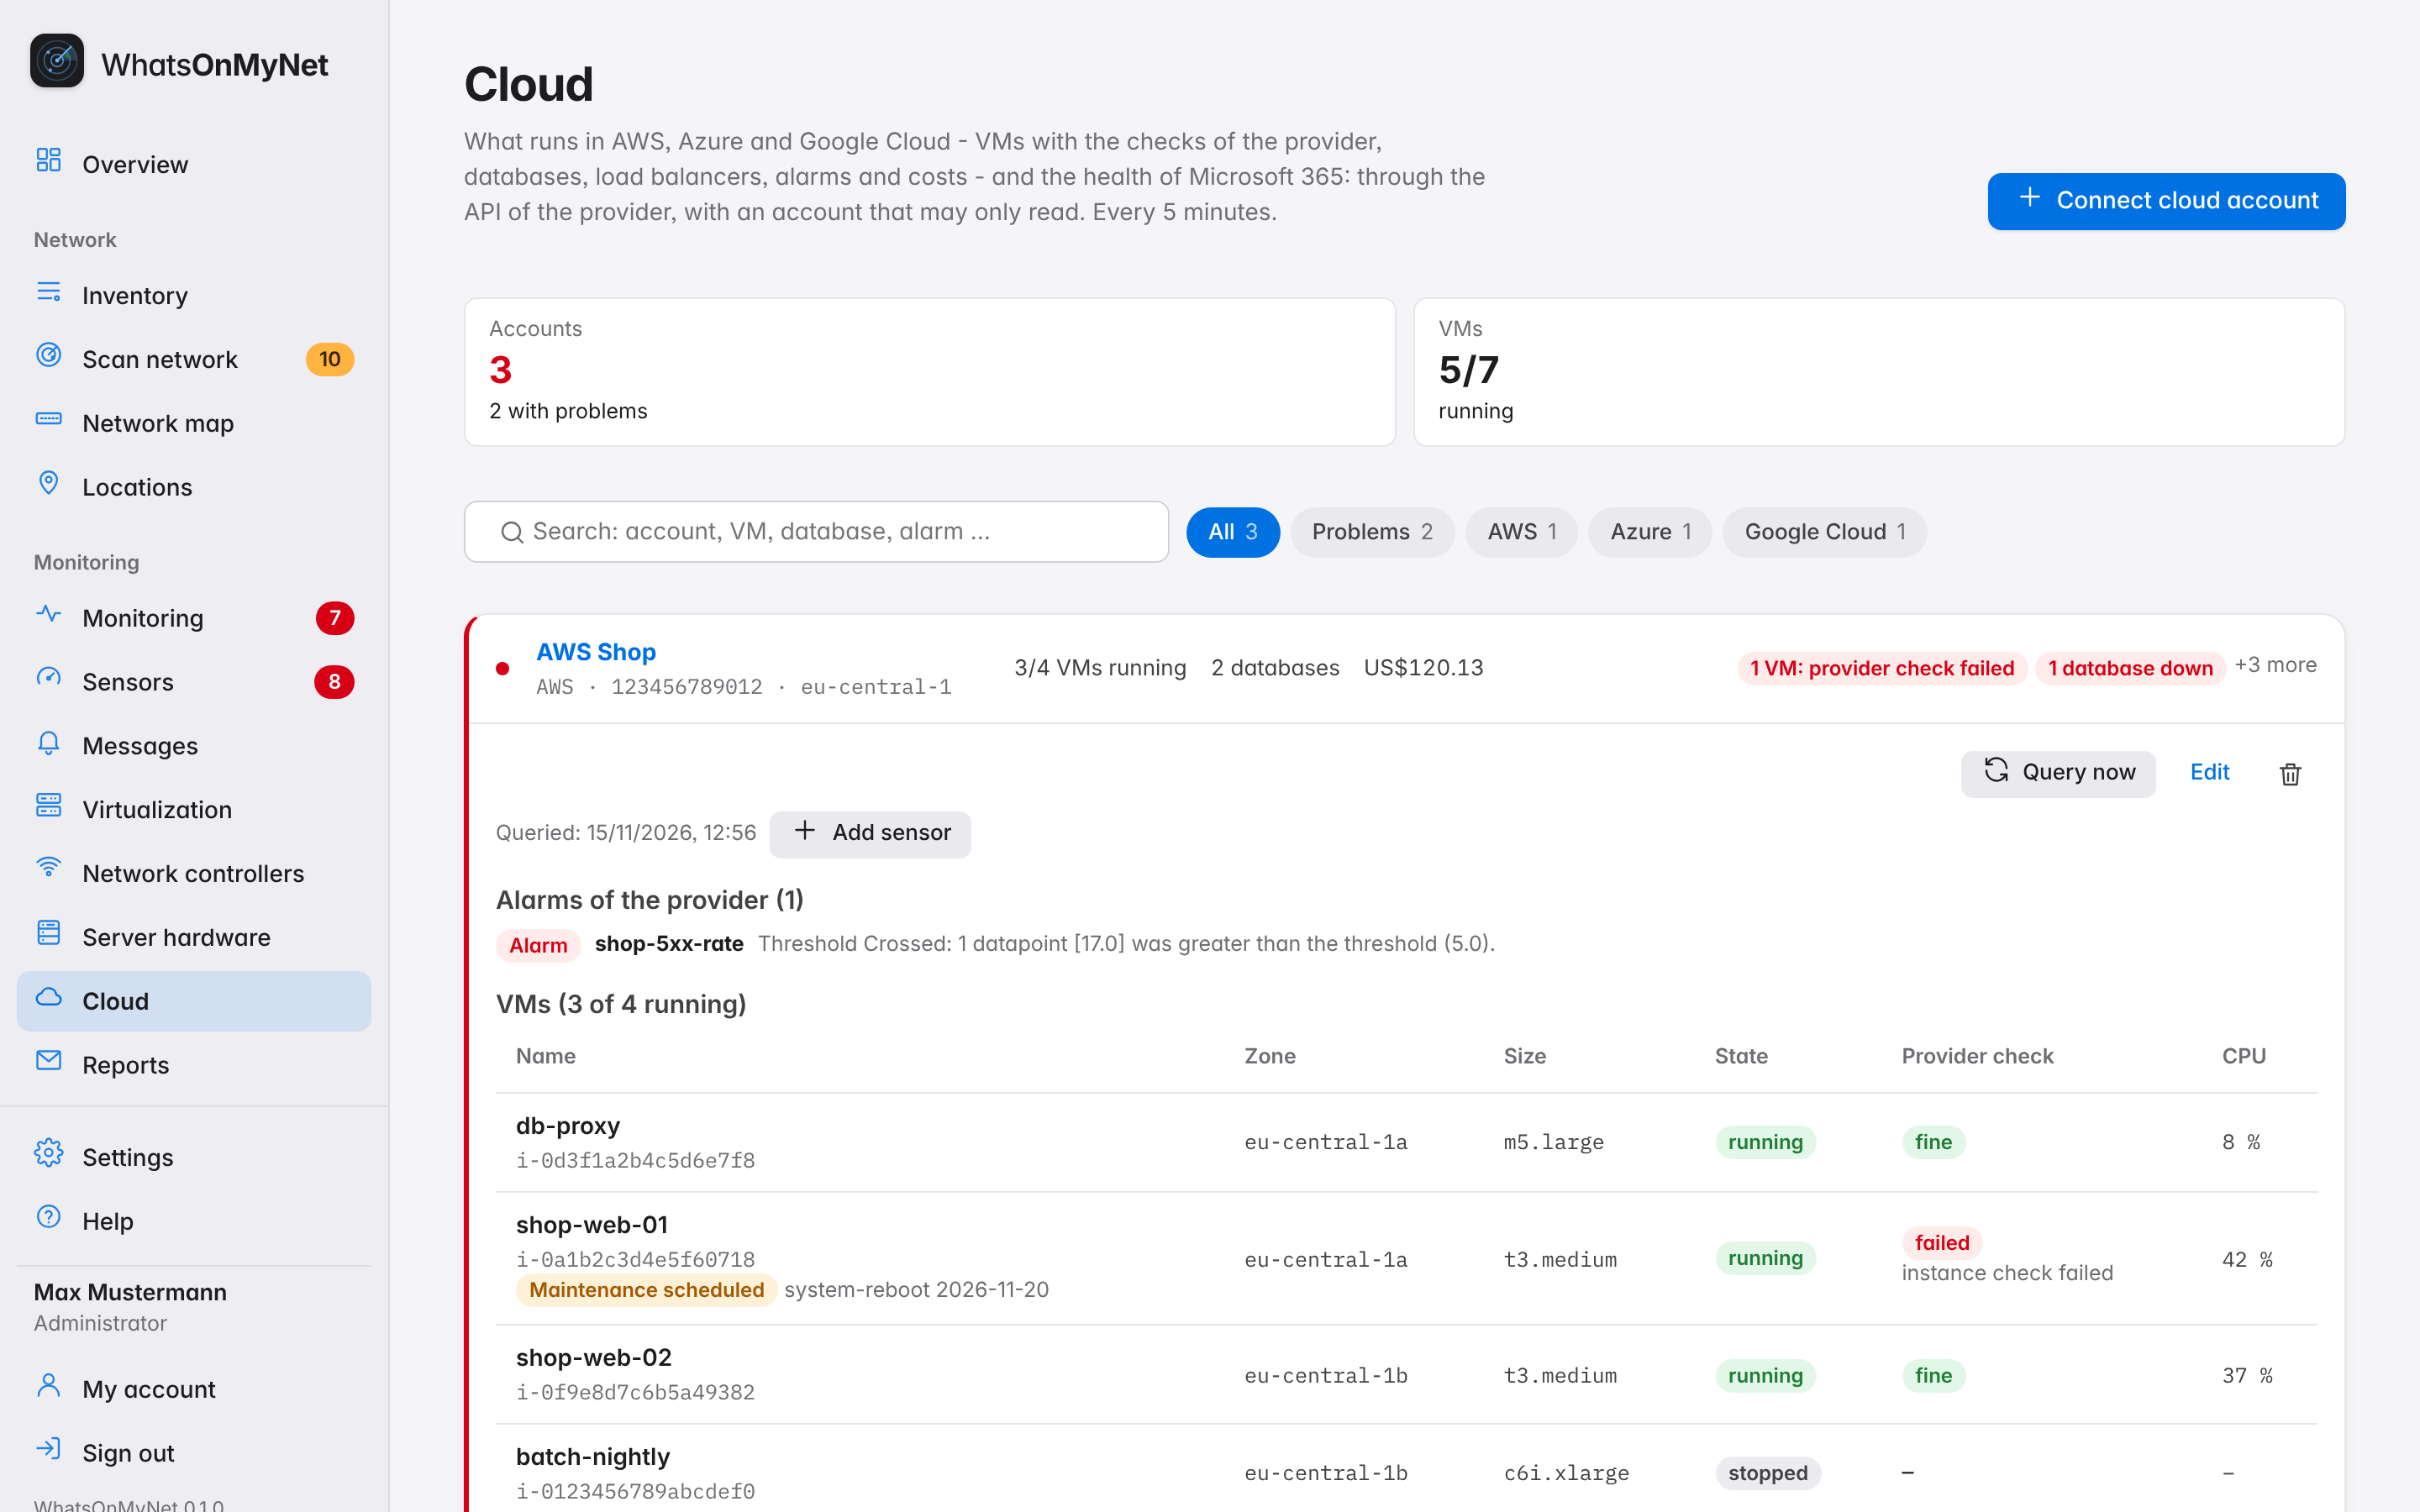 WhatsOnMyNet
Overview
Network
Inventory
Scan network 10
Network map
Locations
Monitoring
Monitoring 7
Sensors 8
Messages
Virtualization
Network controllers
Server hardware
Cloud
Reports
Settings
Help
Max Mustermann
Administrator
My account
Sign out
WhatsOnMyNet 0.1.0
Cloud
What runs in AWS, Azure and Google Cloud - VMs with the checks of the provider,
databases, load balancers, alarms and costs - and the health of Microsoft 365: through the
API of the provider, with an account that may only read. Every 5 minutes.
Connect cloud account
Accounts
3
2 with problems
VMs
5/7
running
Search: account, VM, database, alarm ...
All 3 Problems 2 AWS 1 Azure 1 Google Cloud 1
AWS Shop
AWS · 123456789012 · eu-central-1
3/4 VMs running 2 databases US$120.13
1 VM: provider check failed 1 database down +3 more
Query now Edit
Queried: 15/11/2026, 12:56 Add sensor
Alarms of the provider (1)
Alarm shop-5xx-rate Threshold Crossed: 1 datapoint [17.0] was greater than the threshold (5.0).
VMs (3 of 4 running)
Name Zone Size State Provider check CPU
db-proxy
i-0d3f1a2b4c5d6e7f8
eu-central-1a m5.large running fine 8 %
shop-web-01
i-0a1b2c3d4e5f60718
Maintenance scheduled system-reboot 2026-11-20
eu-central-1a t3.medium running failed 42 %
instance check failed
shop-web-02
i-0f9e8d7c6b5a49382
eu-central-1b t3.medium running fine 37 %
batch-nightly
i-0123456789abcdef0
eu-central-1b c6i.xlarge stopped – –